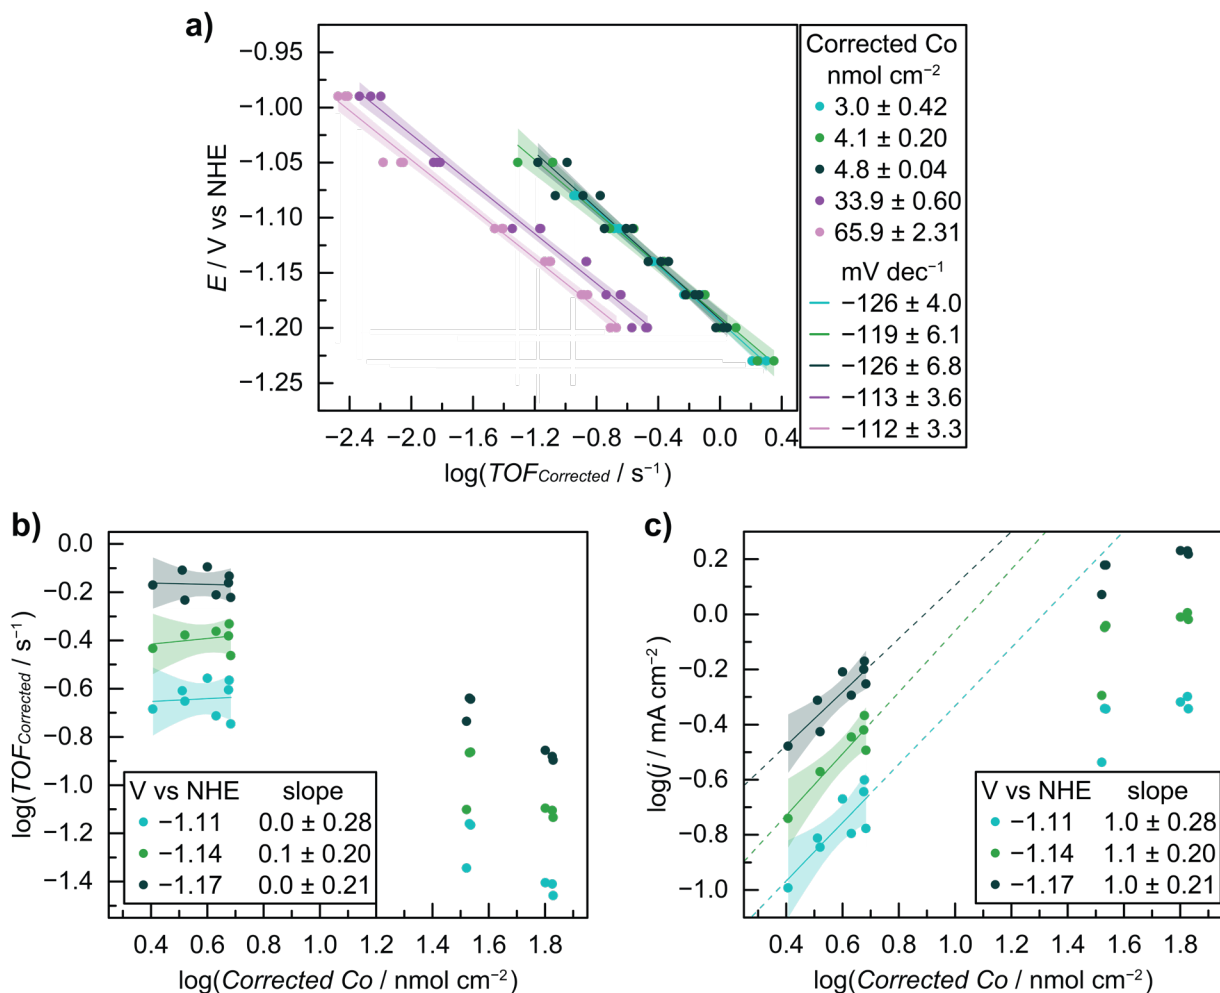 a)
−0.95
−1.00
−1.05
−1.10
−1.15
−1.20
−1.25
E / V vs NHE
−2.4 −2.0 −1.6 −1.2 −0.8 −0.4 0.0 0.4
log(TOFCorrected / s⁻¹)
Corrected Co
nmol cm⁻²
3.0 ± 0.42
4.1 ± 0.20
4.8 ± 0.04
33.9 ± 0.60
65.9 ± 2.31
mV dec⁻¹
−126 ± 4.0
−119 ± 6.1
−126 ± 6.8
−113 ± 3.6
−112 ± 3.3
b)
0.0
−0.2
−0.4
−0.6
−0.8
−1.0
−1.2
−1.4
log(TOFCorrected / s⁻¹)
V vs NHE slope
−1.11 0.0 ± 0.28
−1.14 0.1 ± 0.20
−1.17 0.0 ± 0.21
0.4 0.6 0.8 1.0 1.2 1.4 1.6 1.8
log(Corrected Co / nmol cm⁻²)
c)
0.2
0.0
−0.2
−0.4
−0.6
−0.8
−1.0
log(j / mA cm⁻²)
V vs NHE slope
−1.11 1.0 ± 0.28
−1.14 1.1 ± 0.20
−1.17 1.0 ± 0.21
0.4 0.6 0.8 1.0 1.2 1.4 1.6 1.8
log(Corrected Co / nmol cm⁻²)